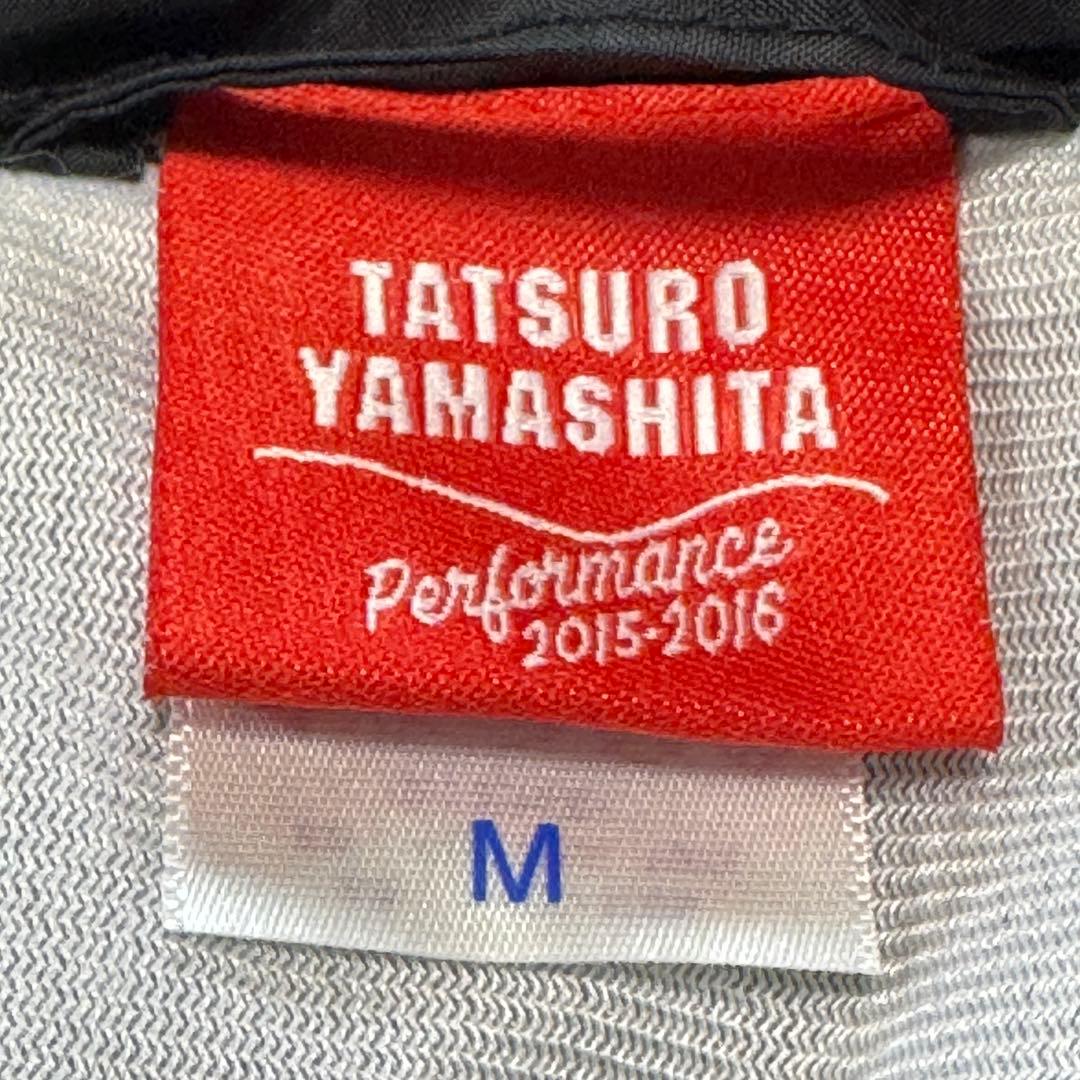 TATSURO
YAMASHITA
Performance
2015-2016
M